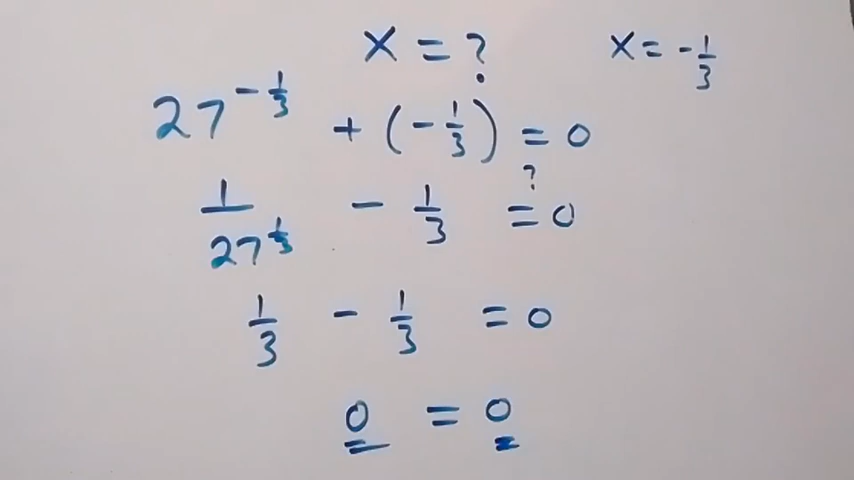 x = ?
x = -1/3
27^(-1/3) + (-1/3) = 0
1/27^(1/3) - 1/3 =? 0
1/3 - 1/3 = 0
0 = 0